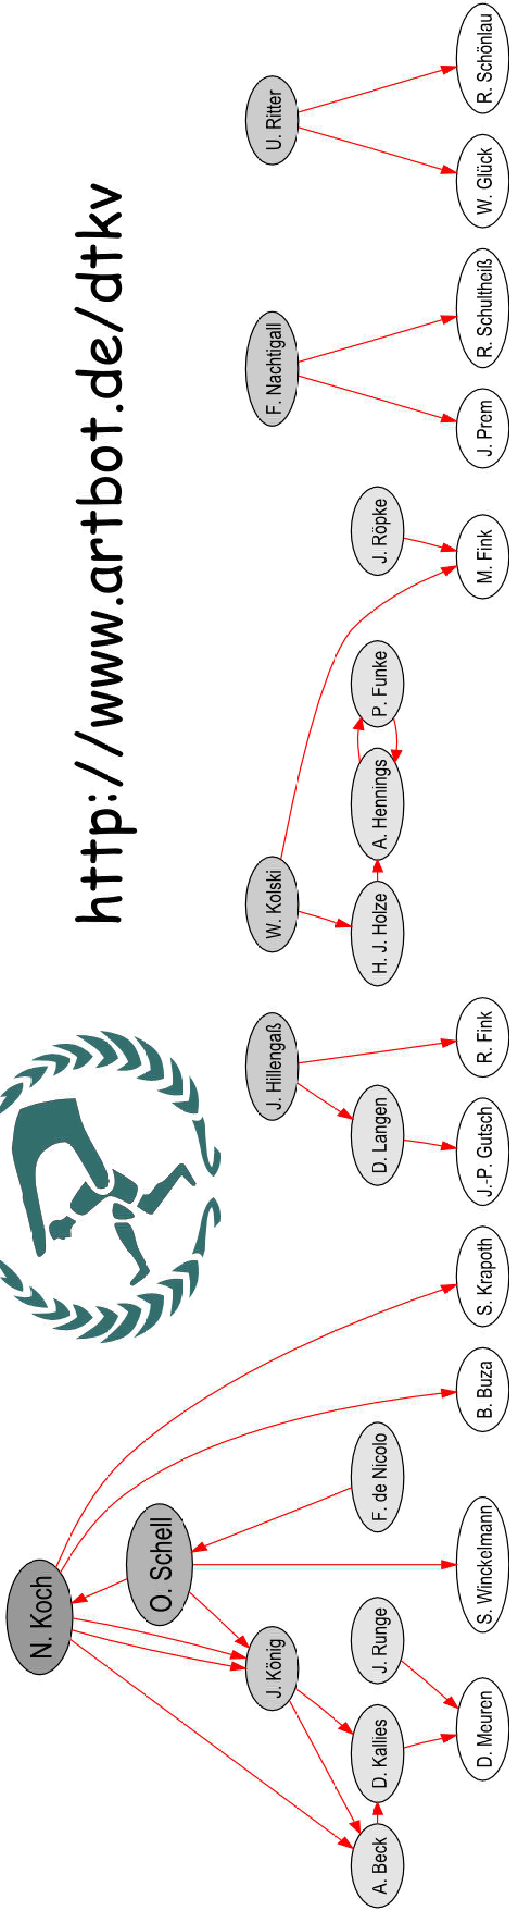 http://www.artbot.de/dtkv
N. Koch
O. Schell
J. König
J. Hillengaß
W. Kolski
F. Nachtigall
U. Ritter
A. Beck
D. Kallies
J. Runge
F. de Nicolo
D. Langen
H. J. Holze
A. Hennings
P. Funke
J. Röpke
D. Meuren
S. Winckelmann
B. Buza
S. Krapoth
J.-P. Gutsch
R. Fink
M. Fink
J. Prem
R. Schultheiß
W. Glück
R. Schönlau